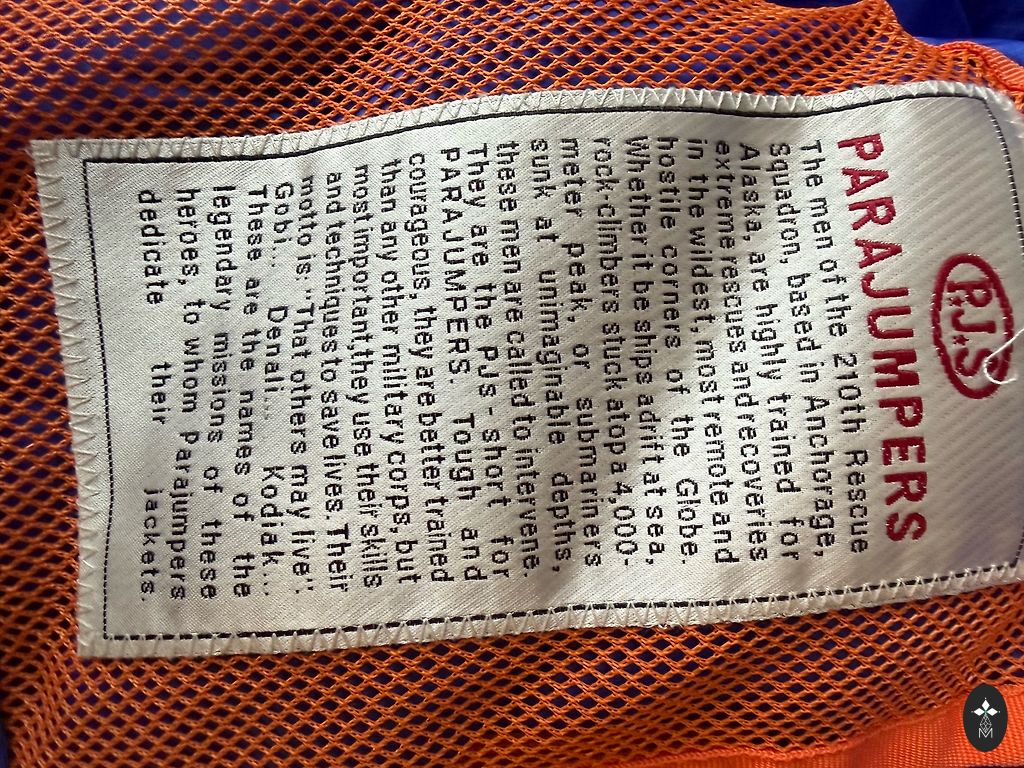 PJS
PARAJUMPERS
The men of the 210th Rescue
Squadron, based in Anchorage,
Alaska, are highly trained for
extreme rescues and recoveries
in the wildest, most remote and
hostile corners of the Globe.
Whether it be ships adrift at sea,
rock-climbers stuck atop a 4,000-
meter peak, or submariners
sunk at unimaginable depths,
these men are called to intervene.
They are the PJs - short for
PARAJUMPERS. Tough and
courageous, they are better trained
than any other military corps, but
most important, they use their skills
and techniques to save lives. Their
moto is: "That others may live".
Gobi... Denali... Kodiak...
These are the names of the
legendary missions of these
heroes, to whom Parajumpers
dedicate their jackets.
M